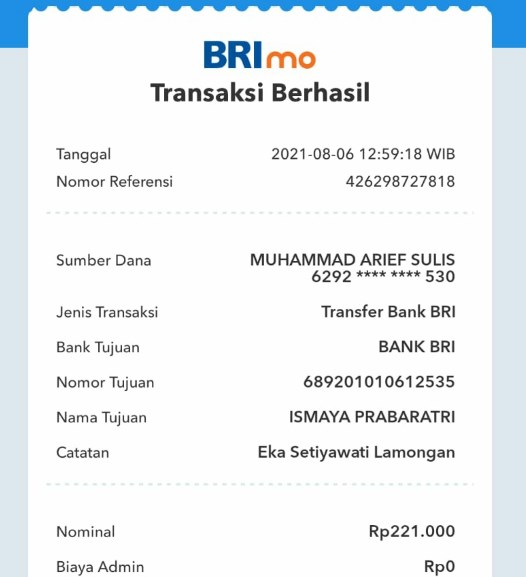 BRImo
Transaksi Berhasil
Tanggal 2021-08-06 12:59:18 WIB
Nomor Referensi 426298727818
Sumber Dana MUHAMMAD ARIEF SULIS
6292 **** **** 530
Jenis Transaksi Transfer Bank BRI
Bank Tujuan BANK BRI
Nomor Tujuan 689201010612535
Nama Tujuan ISMAYA PRABARATRI
Catatan Eka Setiyawati Lamongan
Nominal Rp221.000
Biaya Admin Rp0